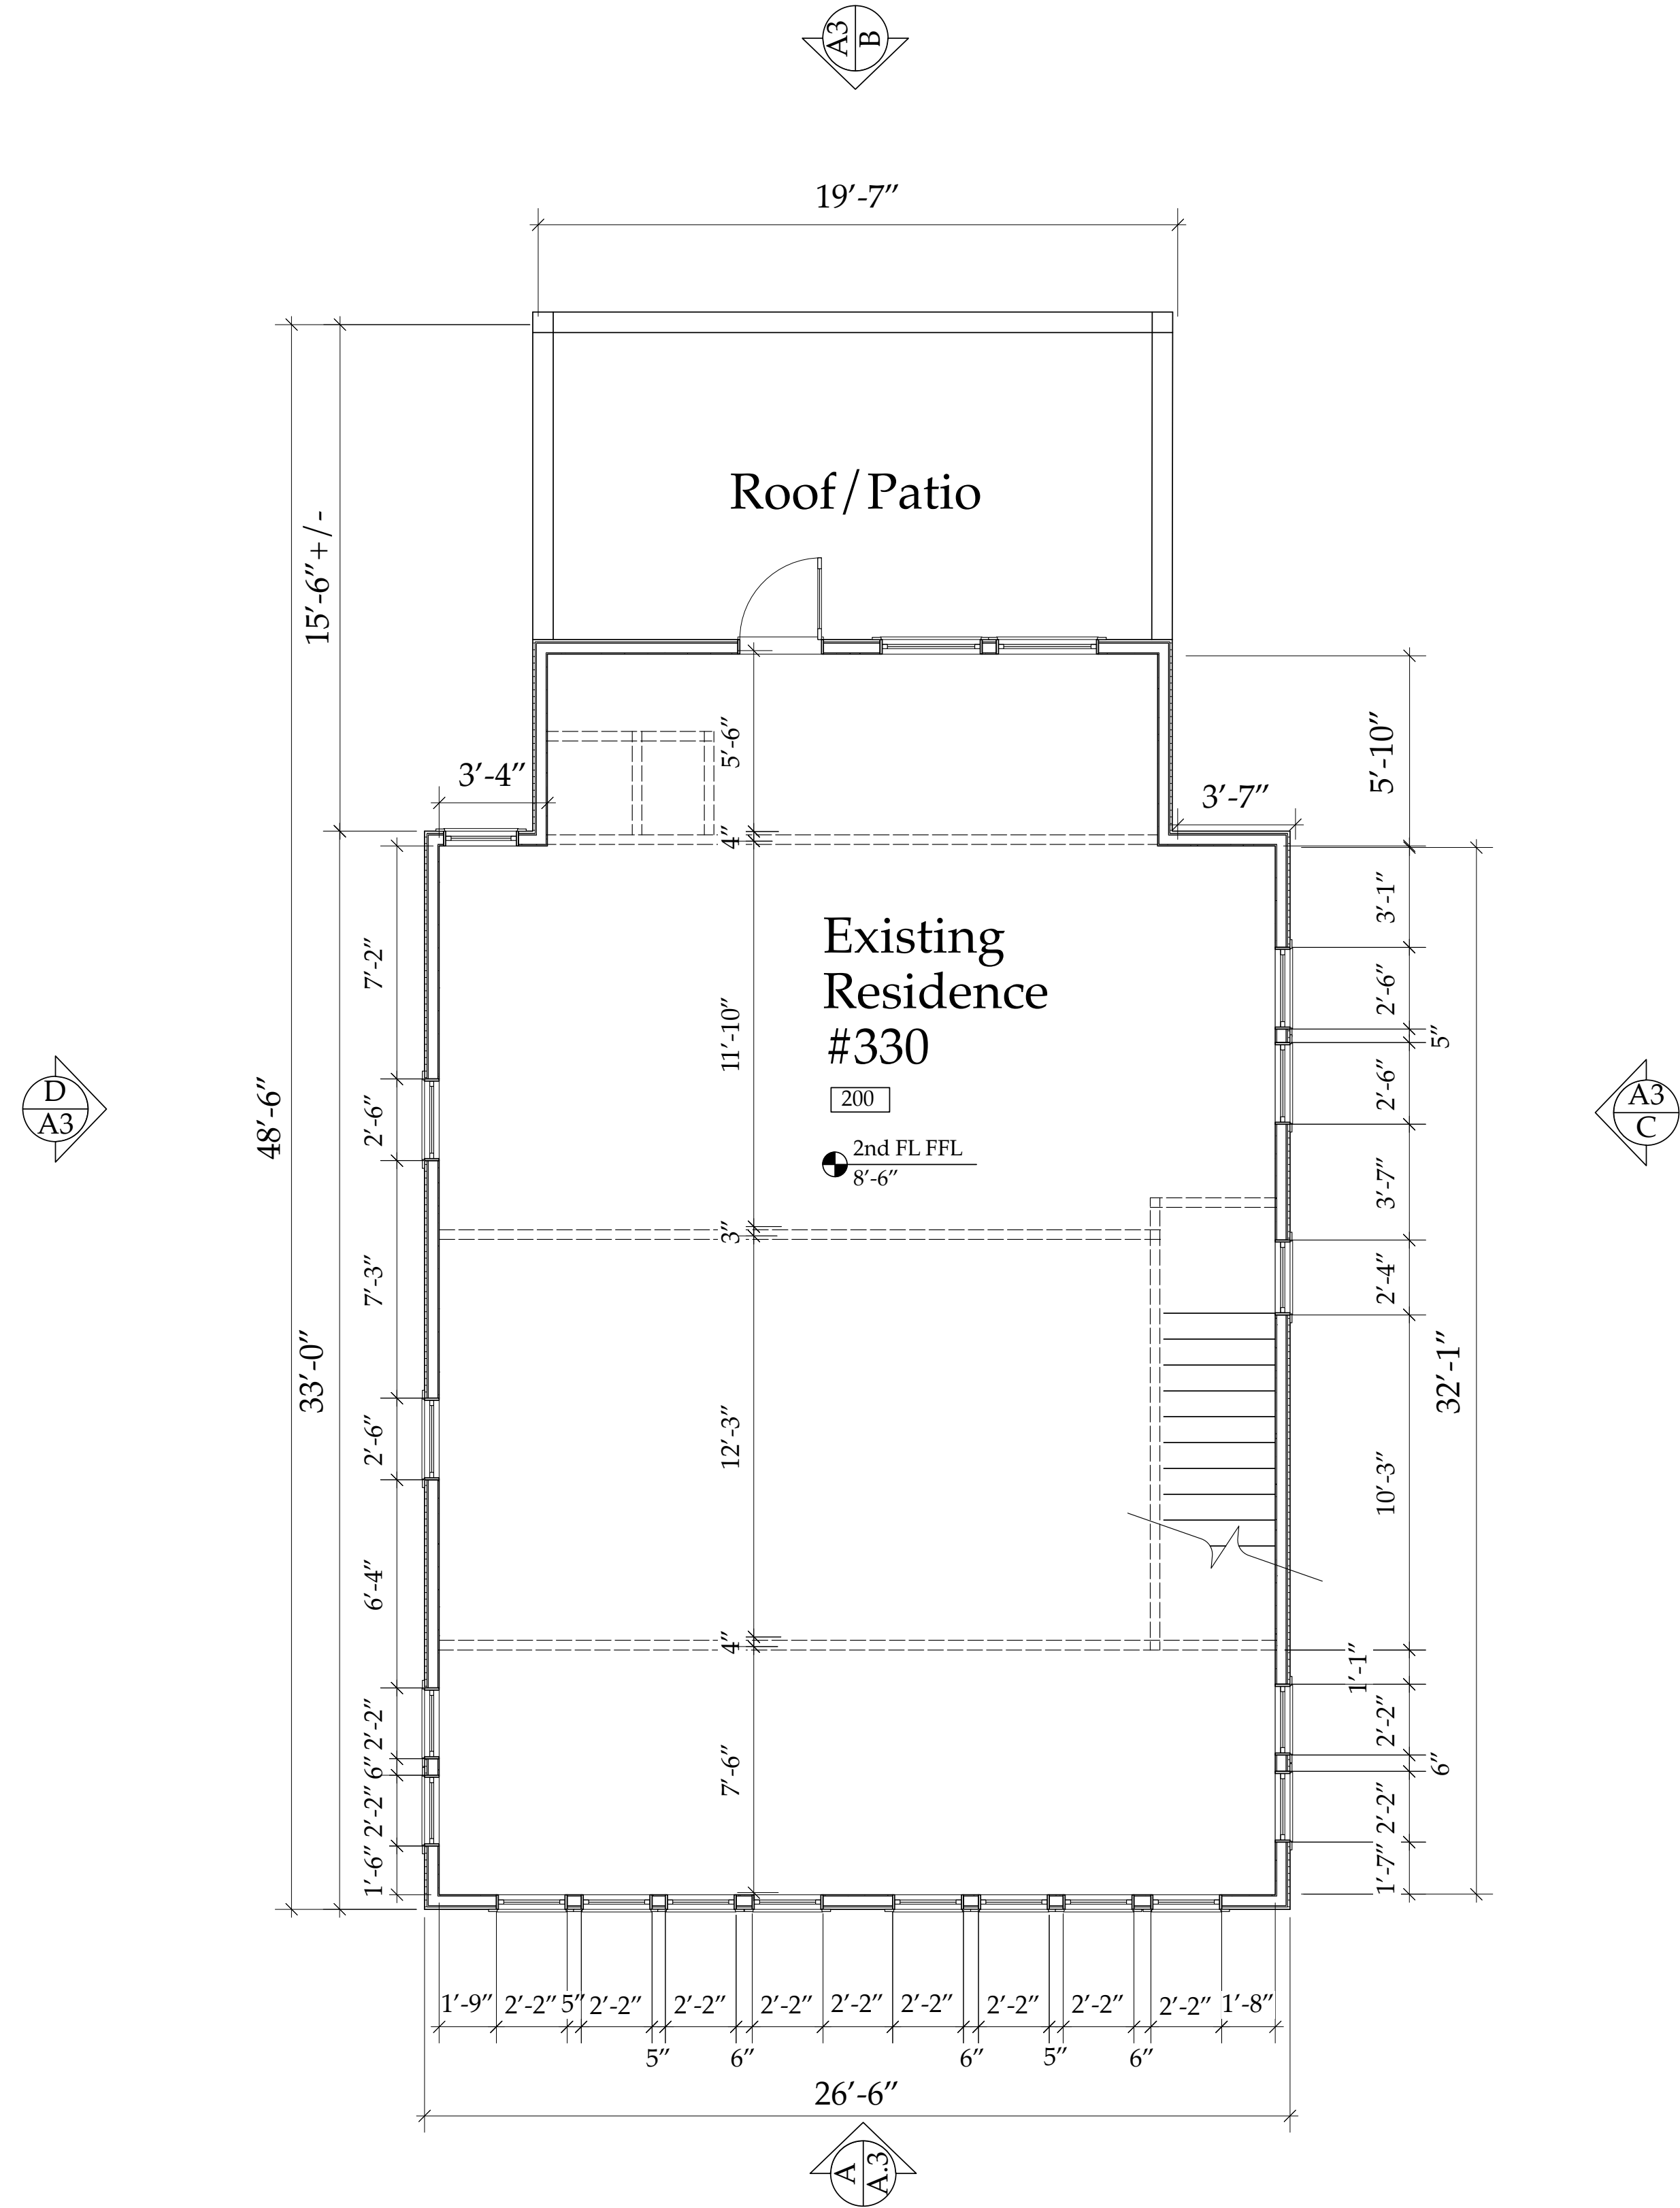 A3
B
19′-7″
15′-6″+/-
Roof/Patio
5′-6″
5′-10″
3′-4″
3′-7″
4″
7′-2″
3′-1″
Existing
Residence
#330
200
2nd FL FFL
8′-6″
11′-10″
2′-6″
5″
2′-6″
D
A3
A3
C
48′-6″
2′-6″
3′-7″
3″
7′-3″
2′-4″
33′-0″
32′-1″
2′-6″
12′-3″
10′-3″
6′-4″
4″
1′-1″
2′-2″
2′-2″
6″
6″
7′-6″
2′-2″
2′-2″
1′-6″
1′-7″
1′-9″ 2′-2″ 5″ 2′-2″ 2′-2″ 2′-2″ 2′-2″ 2′-2″ 2′-2″ 2′-2″ 2′-2″ 1′-8″
5″ 6″ 6″ 5″ 6″
26′-6″
A
A.3